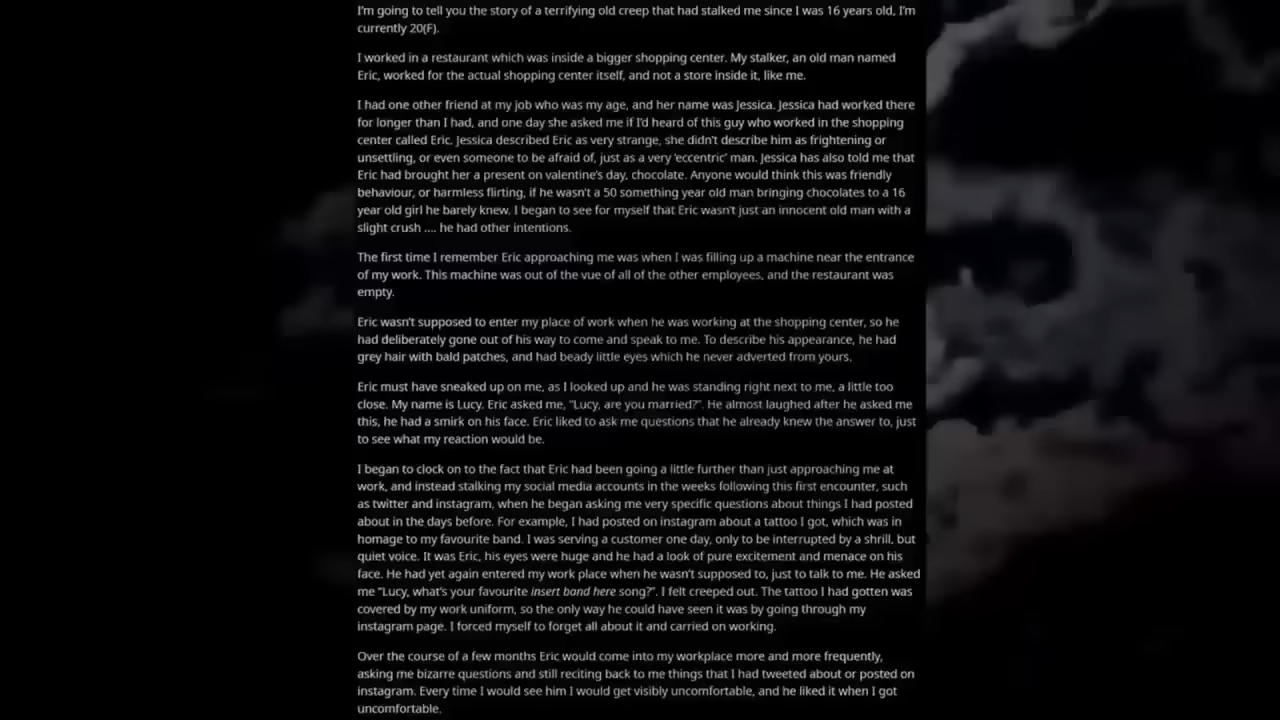 I'm going to tell you the story of a terrifying old creep that had stalked me since I was 16 years old, I'm
currently 20(F).
I worked in a restaurant which was inside a bigger shopping center. My stalker, an old man named
Eric, worked for the actual shopping center itself, and not a store inside it, like me.
I had one other friend at my job who was my age, and her name was Jessica. Jessica had worked there
for longer than I had, and one day she asked me if I'd heard of this guy who worked in the shopping
center called Eric. Jessica described Eric as very strange, she didn't describe him as frightening or
unsettling, or even someone to be afraid of, just as a very 'eccentric' man. Jessica has also told me that
Eric had brought her a present on valentine's day, chocolate. Anyone would think this was friendly
behaviour, or harmless flirting, if he wasn't a 50 something year old man bringing chocolates to a 16
year old girl he barely knew. I began to see for myself that Eric wasn't just an innocent old man with a
slight crush .... he had other intentions.
The first time I remember Eric approaching me was when I was filling up a machine near the entrance
of my work. This machine was out of the vue of all of the other employees, and the restaurant was
empty.
Eric wasn't supposed to enter my place of work when he was working at the shopping center, so he
had deliberately gone out of his way to come and speak to me. To describe his appearance, he had
grey hair with bald patches, and had beady little eyes which he never adverted from yours.
Eric must have sneaked up on me, as I looked up and he was standing right next to me, a little too
close. My name is Lucy. Eric asked me, "Lucy, are you married?". He almost laughed after he asked me
this, he had a smirk on his face. Eric liked to ask me questions that he already knew the answer to, just
to see what my reaction would be.
I began to clock on to the fact that Eric had been going a little further than just approaching me at
work, and instead stalking my social media accounts in the weeks following this first encounter, such
as twitter and instagram, when he began asking me very specific questions about things I had posted
about in the days before. For example, I had posted on instagram about a tattoo I got, which was in
homage to my favourite band. I was serving a customer one day, only to be interrupted by a shrill, but
quiet voice. It was Eric, his eyes were huge and he had a look of pure excitement and menace on his
face. He had yet again entered my work place when he wasn't supposed to, just to talk to me. He asked
me "Lucy, what's your favourite insert band here song?". I felt creeped out. The tattoo I had gotten was
covered by my work uniform, so the only way he could have seen it was by going through my
instagram page. I forced myself to forget all about it and carried on working.
Over the course of a few months Eric would come into my workplace more and more frequently,
asking me bizarre questions and still reciting back to me things that I had tweeted about or posted on
instagram. Every time I would see him I would get visibly uncomfortable, and he liked it when I got
uncomfortable.